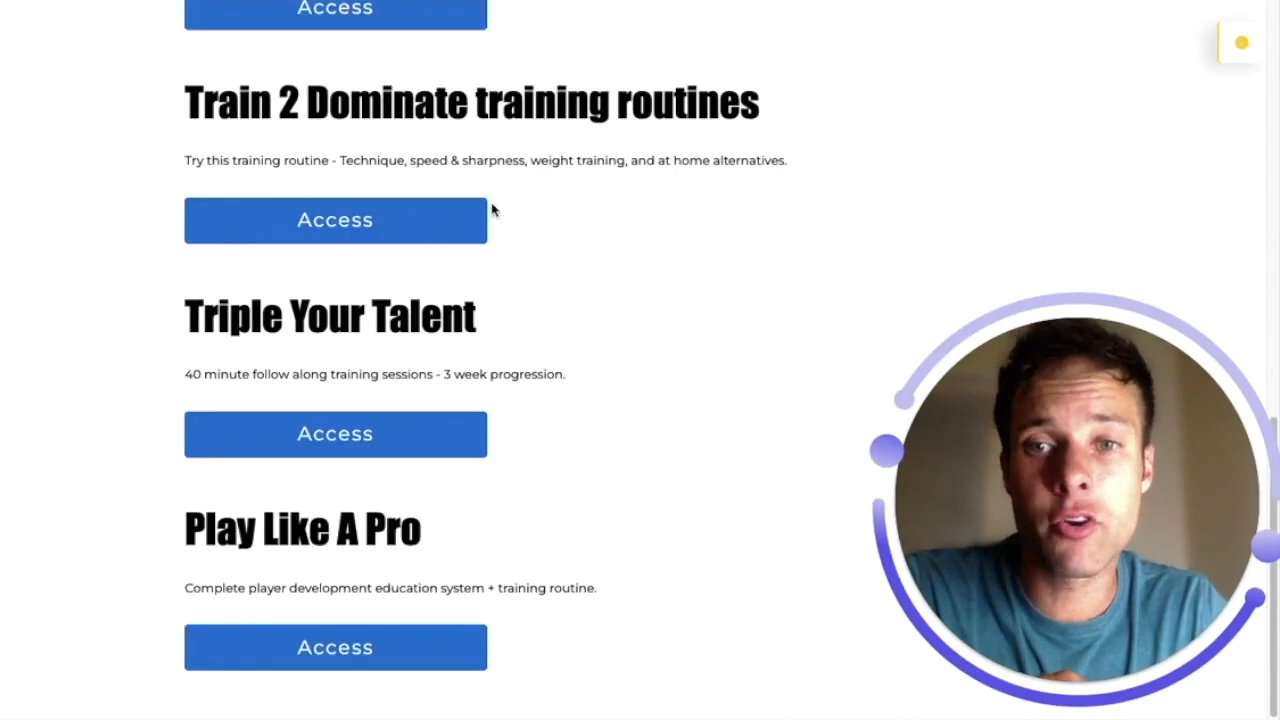 Access
Train 2 Dominate training routines
Try this training routine - Technique, speed & sharpness, weight training, and at home alternatives.
Access
Triple Your Talent
40 minute follow along training sessions - 3 week progression.
Access
Play Like A Pro
Complete player development education system + training routine.
Access